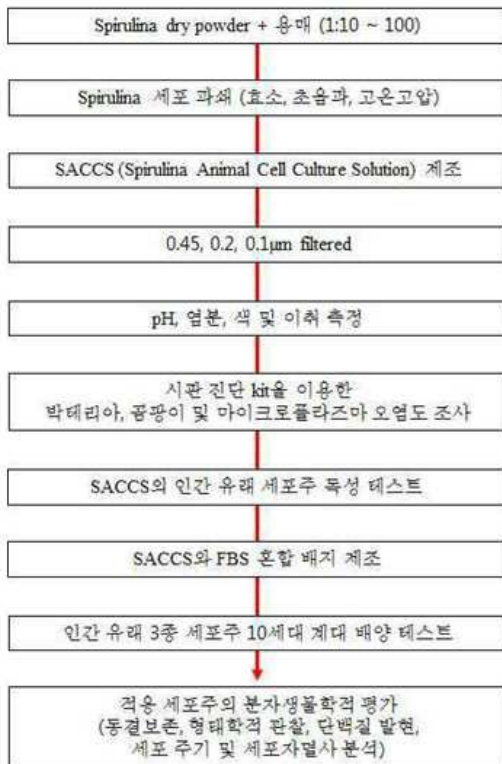 Spirulina dry powder + 용매 (1:10 ~ 100)
Spirulina 세포 파쇄 (효소, 초음파, 고온고압)
SACCS (Spirulina Animal Cell Culture Solution) 제조
0.45, 0.2, 0.1μm filtered
pH, 염분, 색 및 이취 측정
시판 진단 kit을 이용한
박테리아, 곰팡이 및 마이크로플라즈마 오염도 조사
SACCS의 인간 유래 세포주 독성 테스트
SACCS와 FBS 혼합 배지 제조
인간 유래 3종 세포주 10세대 계대 배양 테스트
적용 세포주의 분자생물학적 평가
(동결보존, 형태학적 관찰, 단백질 발현,
세포 주기 및 세포자멸사 분석)